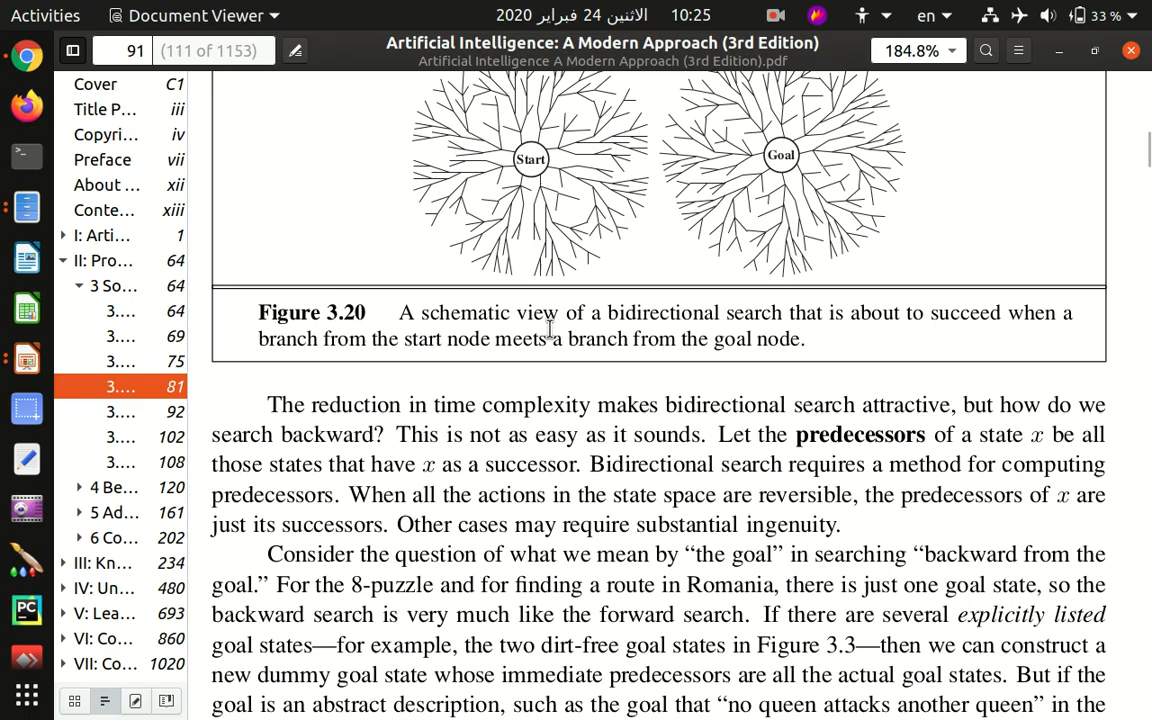 Activities
Document Viewer
الاثنين 24 فبراير 2020
10:25
en
33 %
91 (111 of 1153)
Artificial Intelligence: A Modern Approach (3rd Edition)
Artificial Intelligence A Modern Approach (3rd Edition).pdf
184.8%
Cover C1
Title P... iii
Copyri... iv
Preface vii
About ... xii
Conte... xiii
I: Arti... 1
II: Pro... 64
3 So... 64
3.... 64
3.... 69
3.... 75
3.... 81
3.... 92
3.... 102
3.... 108
4 Be... 120
5 Ad... 161
6 Co... 202
III: Kn... 234
IV: Un... 480
V: Lea... 693
VI: Co... 860
VII: Co... 1020
PC
Start
Goal
Figure 3.20 A schematic view of a bidirectional search that is about to succeed when a
branch from the start node meets a branch from the goal node.
The reduction in time complexity makes bidirectional search attractive, but how do we
search backward? This is not as easy as it sounds. Let the predecessors of a state x be all
those states that have x as a successor. Bidirectional search requires a method for computing
predecessors. When all the actions in the state space are reversible, the predecessors of x are
just its successors. Other cases may require substantial ingenuity.
Consider the question of what we mean by “the goal” in searching “backward from the
goal.” For the 8-puzzle and for finding a route in Romania, there is just one goal state, so the
backward search is very much like the forward search. If there are several explicitly listed
goal states—for example, the two dirt-free goal states in Figure 3.3—then we can construct a
new dummy goal state whose immediate predecessors are all the actual goal states. But if the
goal is an abstract description, such as the goal that “no queen attacks another queen” in the